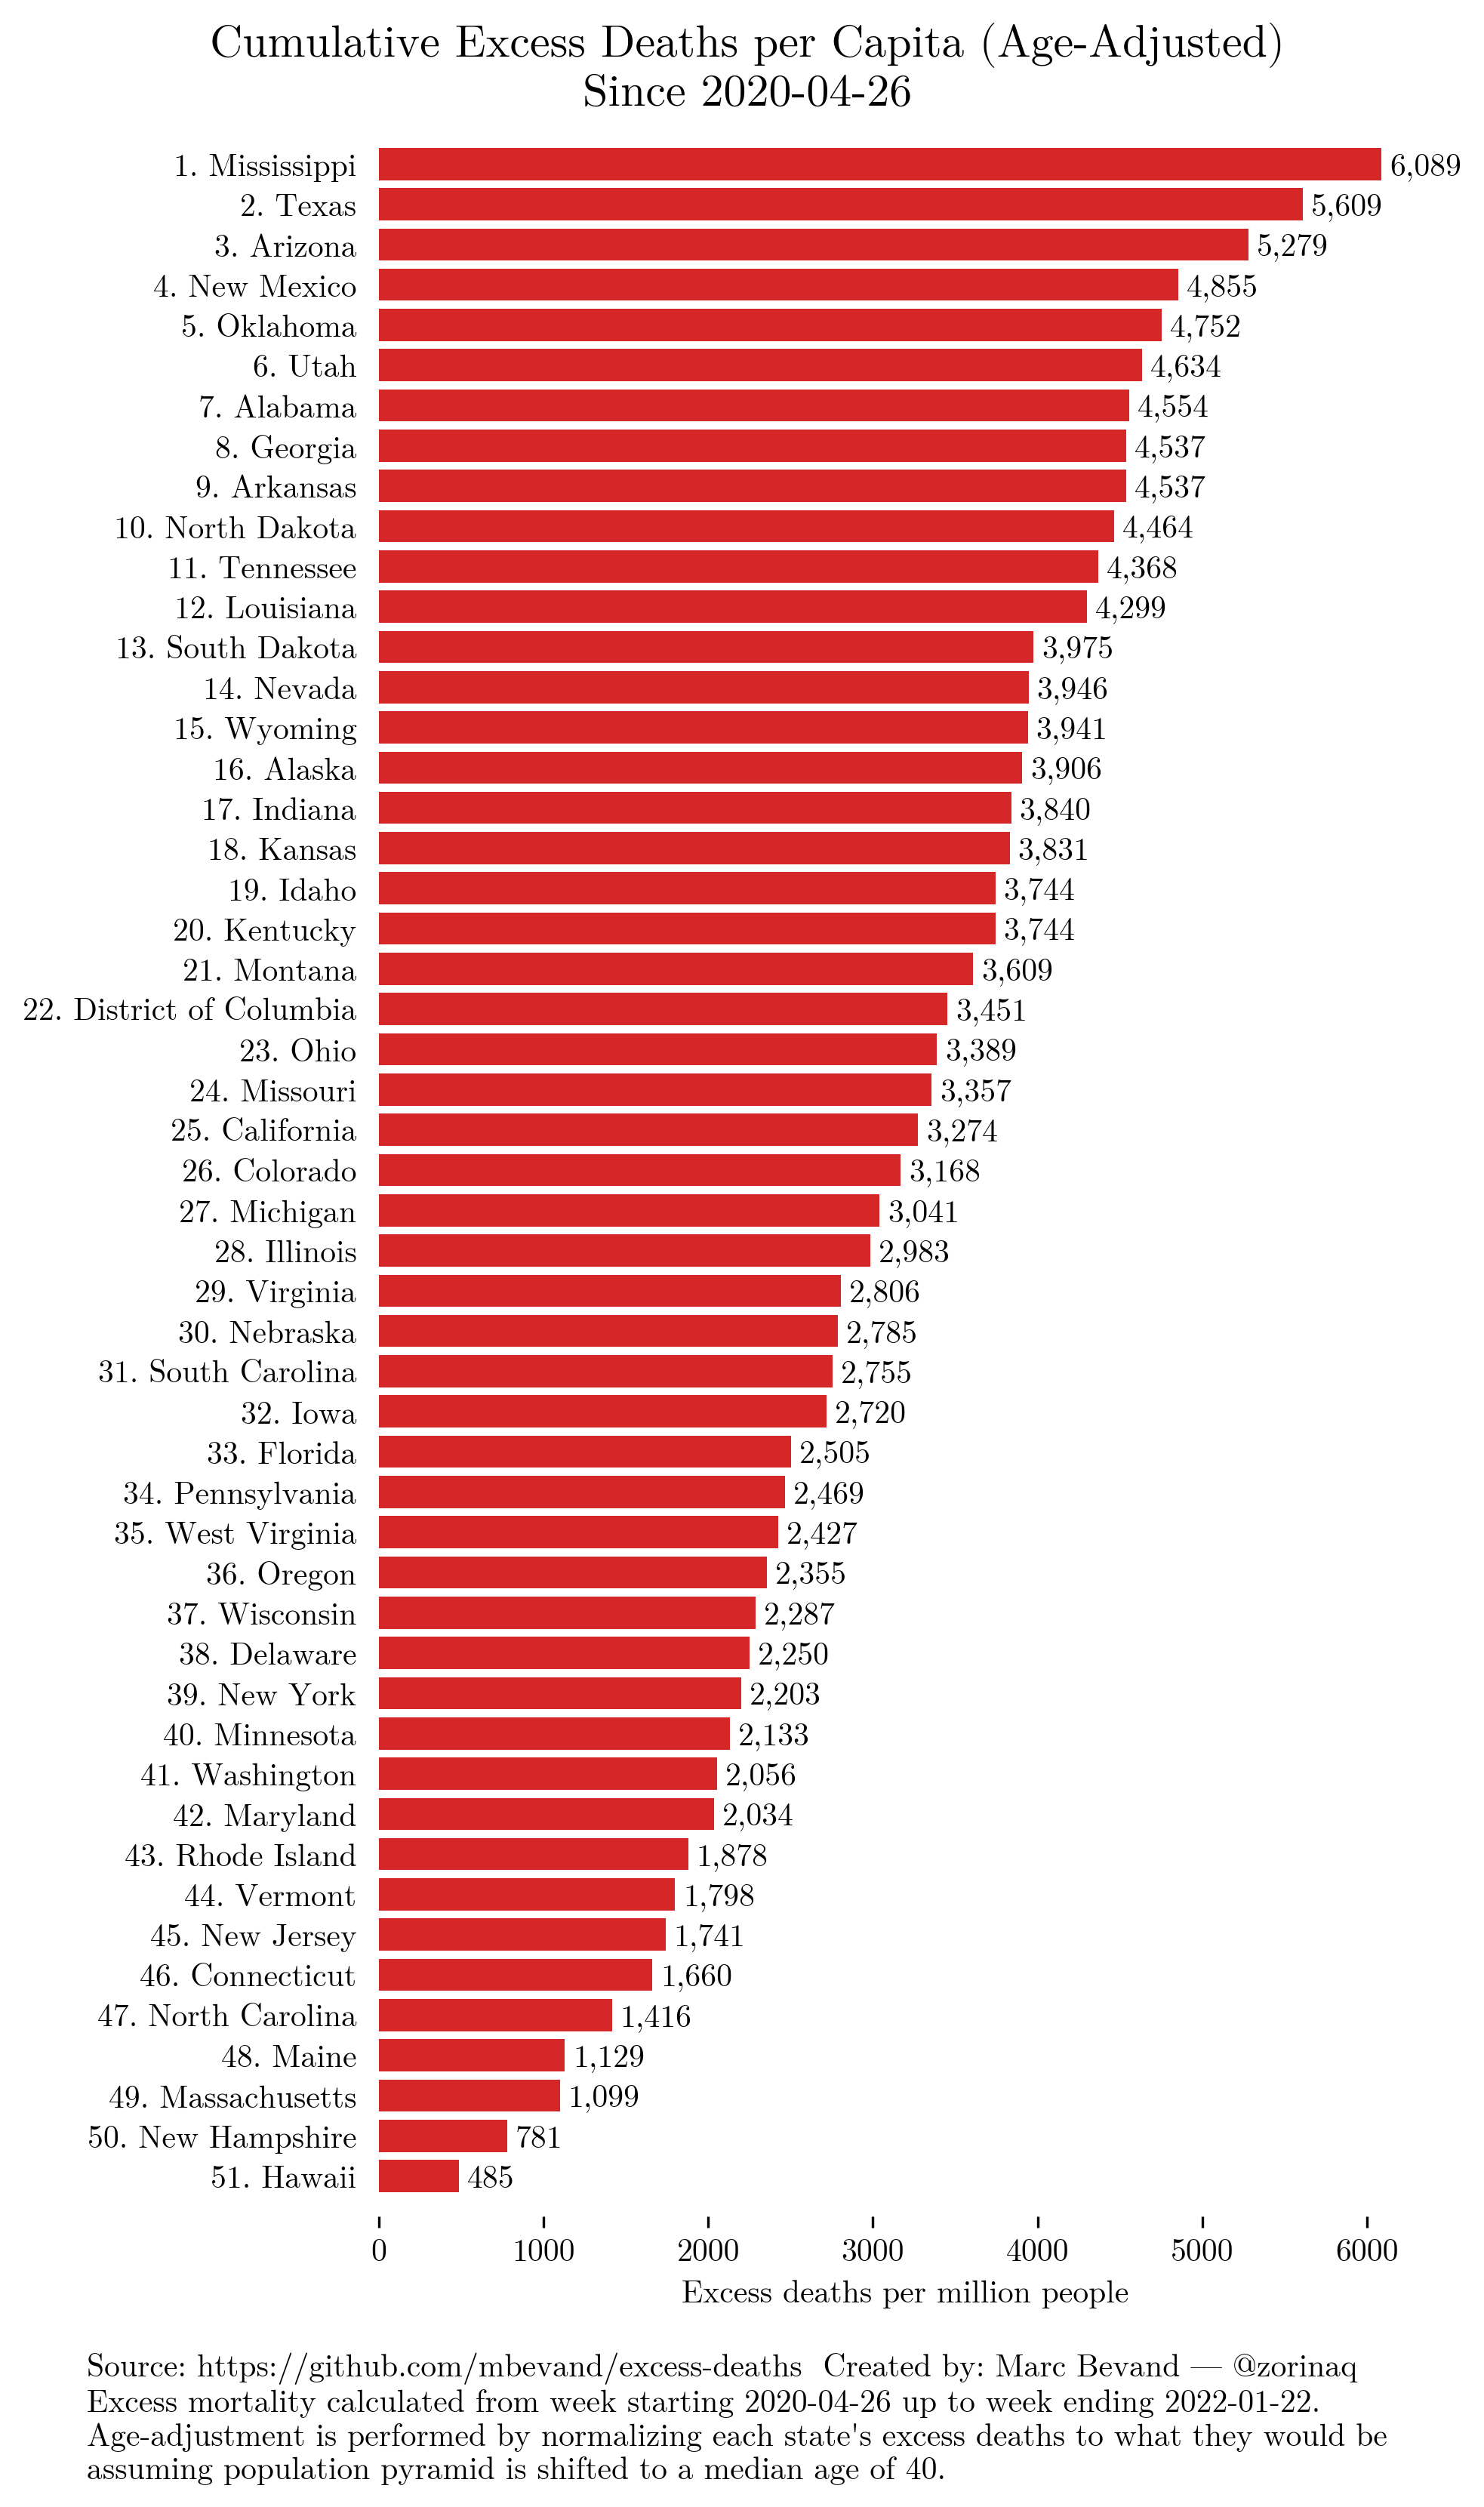 Cumulative Excess Deaths per Capita (Age-Adjusted)
Since 2020-04-26
1. Mississippi 6,089
2. Texas 5,609
3. Arizona 5,279
4. New Mexico 4,855
5. Oklahoma 4,752
6. Utah 4,634
7. Alabama 4,554
8. Georgia 4,537
9. Arkansas 4,537
10. North Dakota 4,464
11. Tennessee 4,368
12. Louisiana 4,299
13. South Dakota 3,975
14. Nevada 3,946
15. Wyoming 3,941
16. Alaska 3,906
17. Indiana 3,840
18. Kansas 3,831
19. Idaho 3,744
20. Kentucky 3,744
21. Montana 3,609
22. District of Columbia 3,451
23. Ohio 3,389
24. Missouri 3,357
25. California 3,274
26. Colorado 3,168
27. Michigan 3,041
28. Illinois 2,983
29. Virginia 2,806
30. Nebraska 2,785
31. South Carolina 2,755
32. Iowa 2,720
33. Florida 2,505
34. Pennsylvania 2,469
35. West Virginia 2,427
36. Oregon 2,355
37. Wisconsin 2,287
38. Delaware 2,250
39. New York 2,203
40. Minnesota 2,133
41. Washington 2,056
42. Maryland 2,034
43. Rhode Island 1,878
44. Vermont 1,798
45. New Jersey 1,741
46. Connecticut 1,660
47. North Carolina 1,416
48. Maine 1,129
49. Massachusetts 1,099
50. New Hampshire 781
51. Hawaii 485
0 1000 2000 3000 4000 5000 6000
Excess deaths per million people
Source: https://github.com/mbevand/excess-deaths Created by: Marc Bevand — @zorinaq
Excess mortality calculated from week starting 2020-04-26 up to week ending 2022-01-22.
Age-adjustment is performed by normalizing each state's excess deaths to what they would be
assuming population pyramid is shifted to a median age of 40.